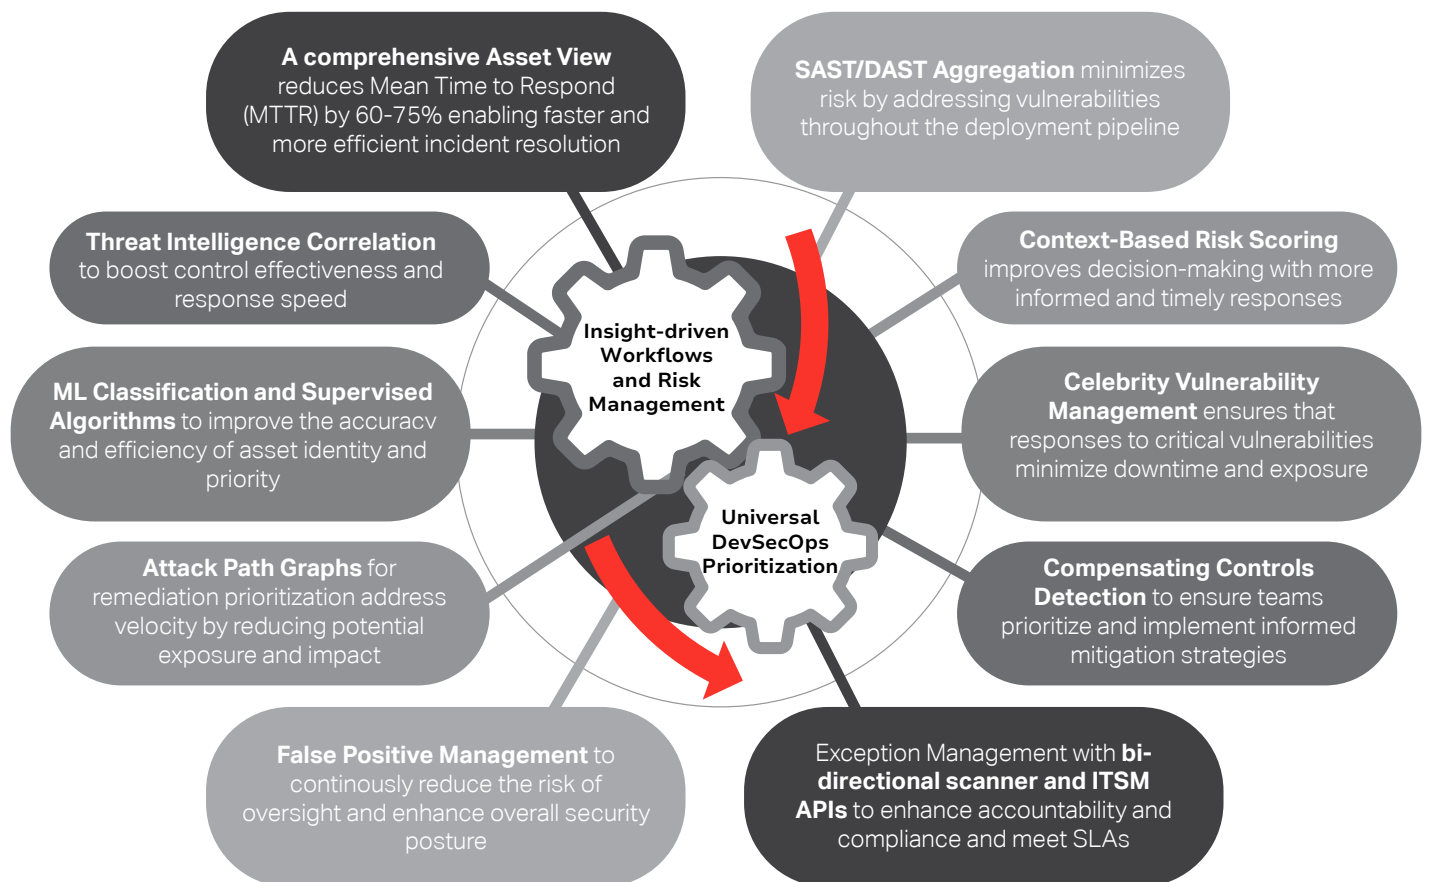 A comprehensive Asset View
reduces Mean Time to Respond
(MTTR) by 60-75% enabling faster and
more efficient incident resolution
SAST/DAST Aggregation minimizes
risk by addressing vulnerabilities
throughout the deployment pipeline
Threat Intelligence Correlation
to boost control effectiveness and
response speed
Context-Based Risk Scoring
improves decision-making with more
informed and timely responses
Insight-driven
Workflows
and Risk
Management
ML Classification and Supervised
Algorithms to improve the accuracy
and efficiency of asset identity and
priority
Celebrity Vulnerability
Management ensures that
responses to critical vulnerabilities
minimize downtime and exposure
Universal
DevSecOps
Prioritization
Attack Path Graphs for
remediation prioritization address
velocity by reducing potential
exposure and impact
Compensating Controls
Detection to ensure teams
prioritize and implement informed
mitigation strategies
False Positive Management to
continously reduce the risk of
oversight and enhance overall security
posture
Exception Management with bi-
directional scanner and ITSM
APIs to enhance accountability and
compliance and meet SLAs